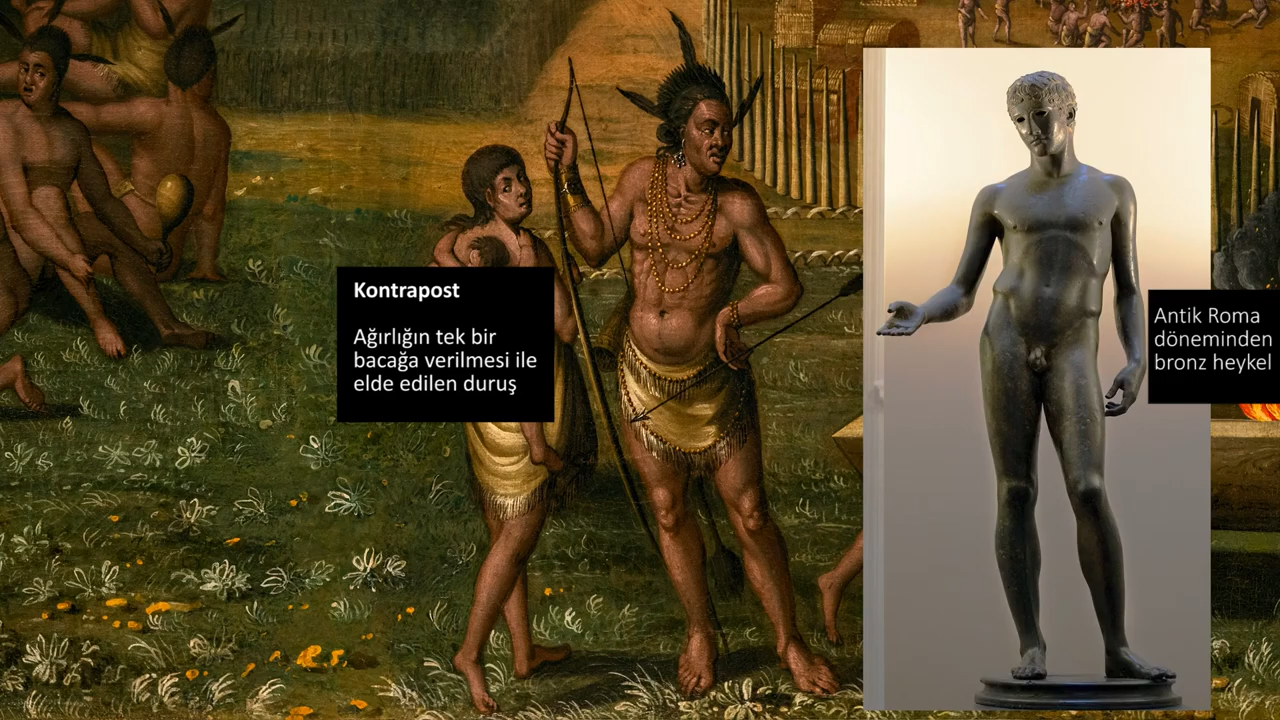 Kontrapost
Ağırlığın tek bir
bacağa verilmesi ile
elde edilen duruş
Antik Roma
döneminden
bronz heykel